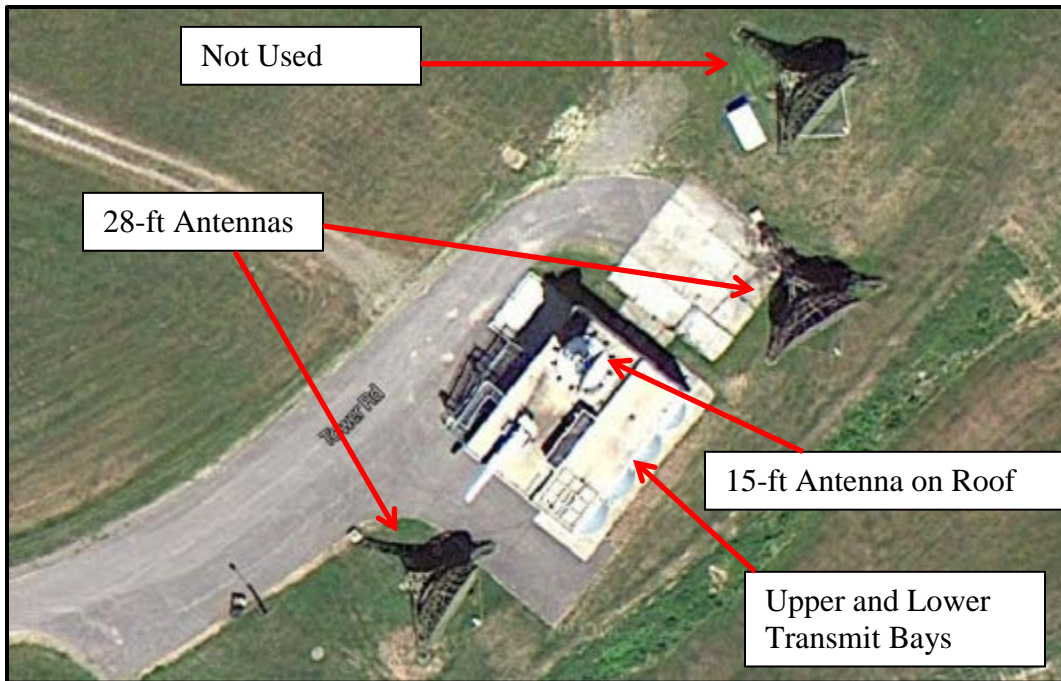 Not Used
28-ft Antennas
Tower Rd
15-ft Antenna on Roof
Upper and Lower
Transmit Bays